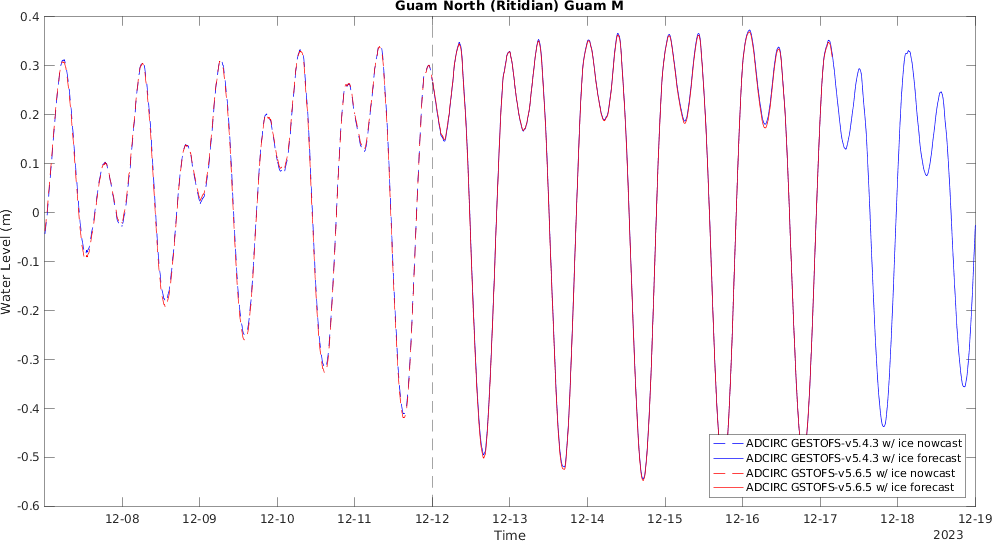 Guam North (Ritidian) Guam M
0.4
0.3
0.2
0.1
0
-0.1
-0.2
-0.3
-0.4
-0.5
-0.6
Water Level (m)
ADCIRC GESTOFS-v5.4.3 w/ ice nowcast
ADCIRC GSTOFS-v5.4.3 w/ ice forecast
ADCIRC GSTOFS-v5.6.5 w/ ice nowcast
ADCIRC GSTOFS-v5.6.5 w/ ice forecast
12-08 12-09 12-10 12-11 12-12 12-13 12-14 12-15 12-16 12-17 12-18 12-19
Time 2023